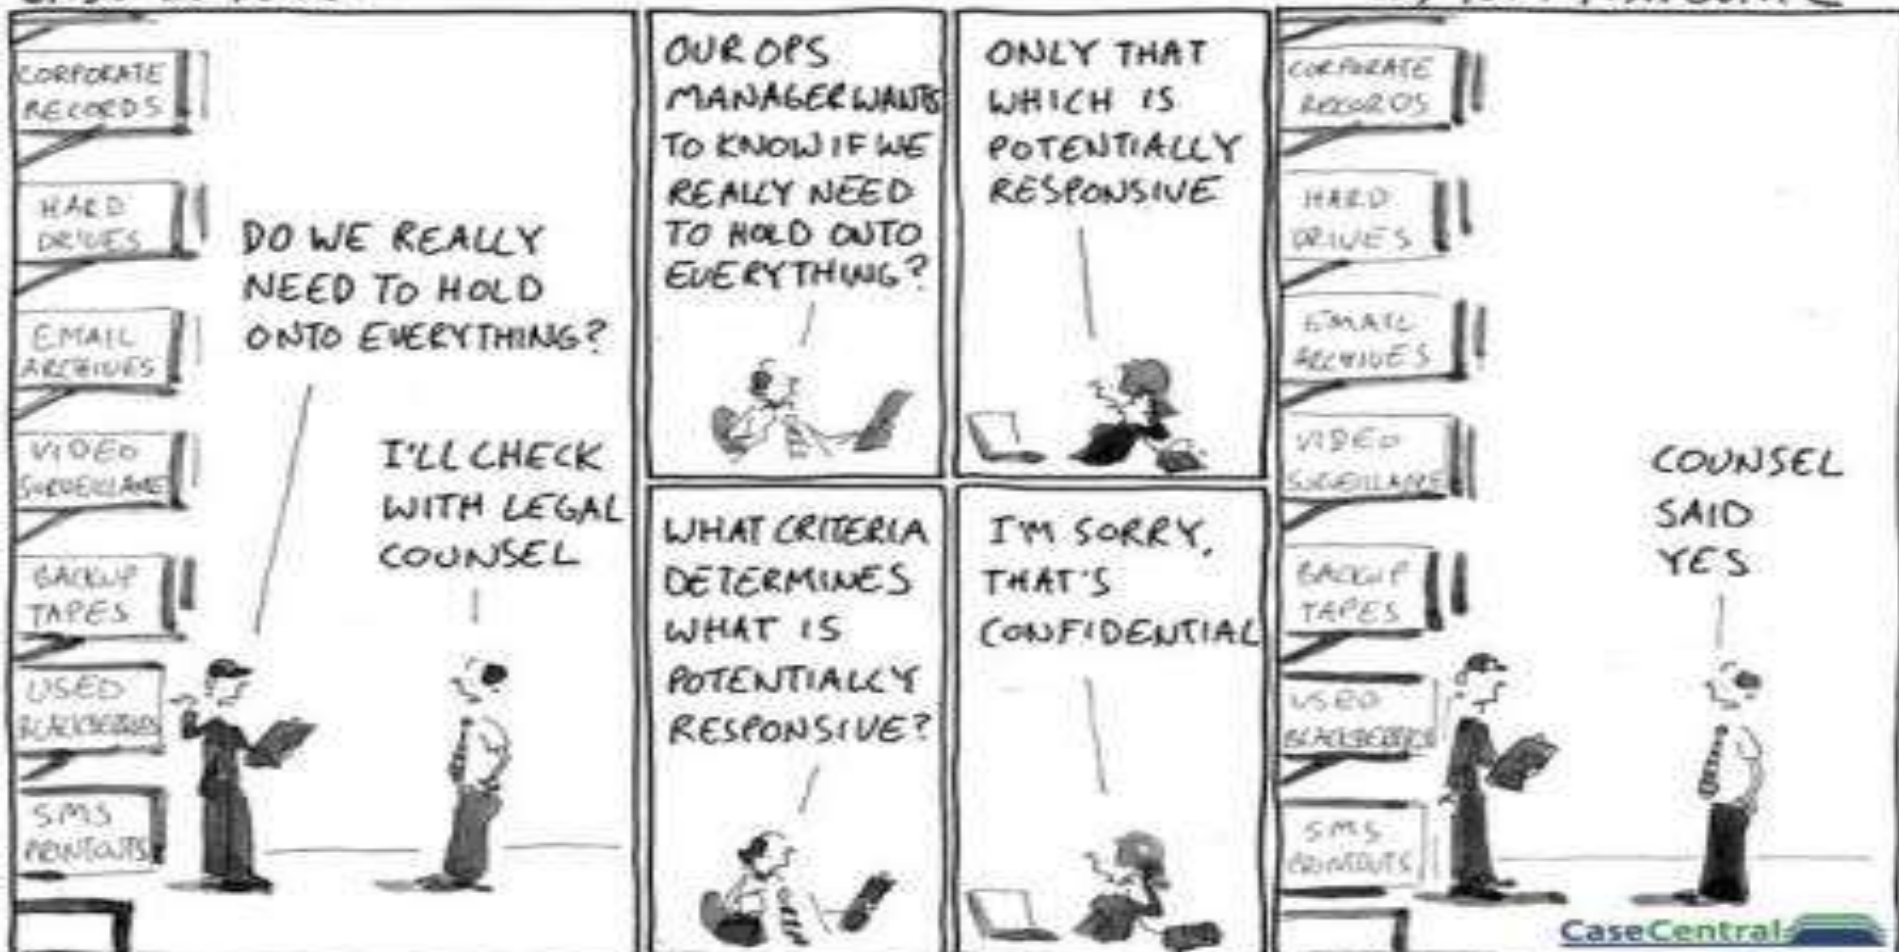 CORPORATE
RECORDS
HARD
DRIVES
EMAIL
ARCHIVES
VIDEO
SURVEILLANCE
BACKUP
TAPES
USED
BLACKBERRIES
SMS
PRINTOUTS
DO WE REALLY
NEED TO HOLD
ONTO EVERYTHING?
I'LL CHECK
WITH LEGAL
COUNSEL
OUR OPS
MANAGER WANTS
TO KNOW IF WE
REALLY NEED
TO HOLD ONTO
EVERYTHING?
ONLY THAT
WHICH IS
POTENTIALLY
RESPONSIVE
WHAT CRITERIA
DETERMINES
WHAT IS
POTENTIALLY
RESPONSIVE?
I'M SORRY,
THAT'S
CONFIDENTIAL
CORPORATE
RECORDS
HARD
DRIVES
EMAIL
ARCHIVES
VIDEO
SURVEILLANCE
BACKUP
TAPES
USED
BLACKBERRIES
SMS
PRINTOUTS
COUNSEL
SAID
YES
CaseCentral